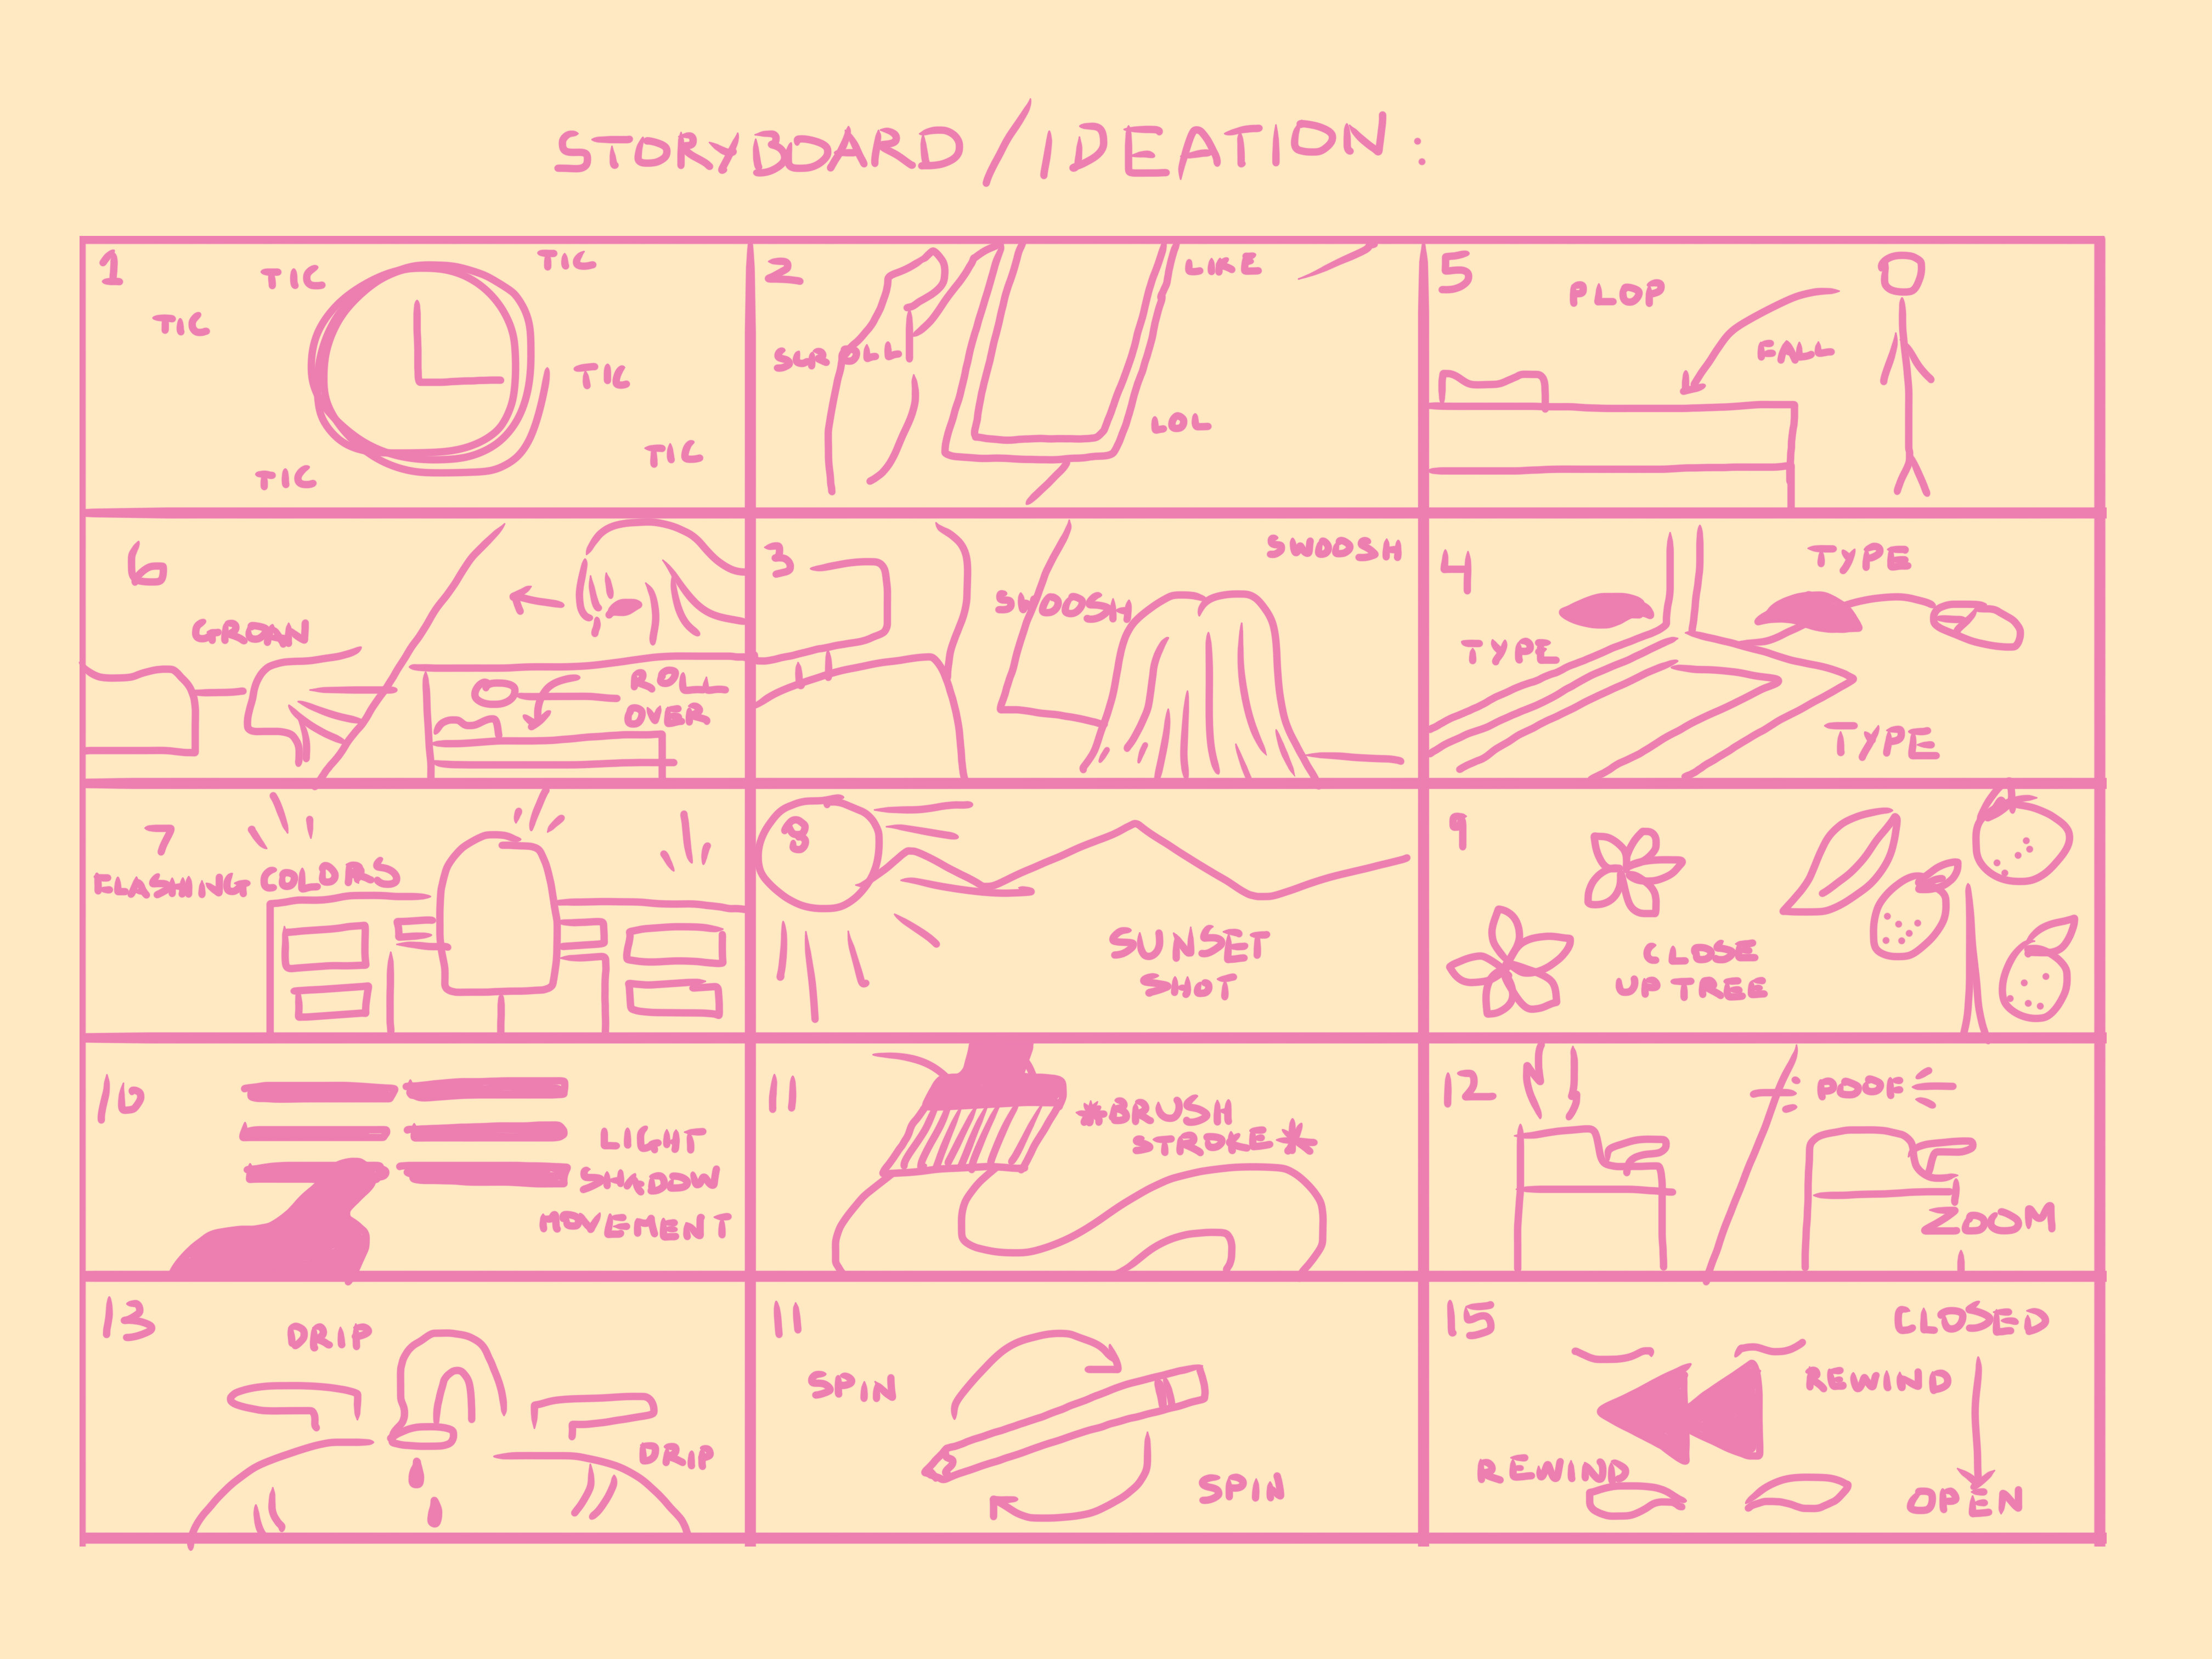 STORYBOARD / IDEATION:
1
TIC
TIC
TIC
TIC
TIC
TIC
2
LIKE
SCROLL
LOL
5
PLOP
FALL
6
GROAN
ROLL
OVER
3
SWOOSH
SWOOSH
4
TYPE
TYPE
TYPE
7
FLASHING COLORS
8
SUNSET
SHOT
9
CLOSE
UP TREE
10
LIGHT
SHADOW
MOVEMENT
11
*BRUSH
STROKE*
12
POOF
ZOOM
13
DRIP
DRIP
11
SPIN
SPIN
15
CLOSED
REWIND
REWIND
OPEN